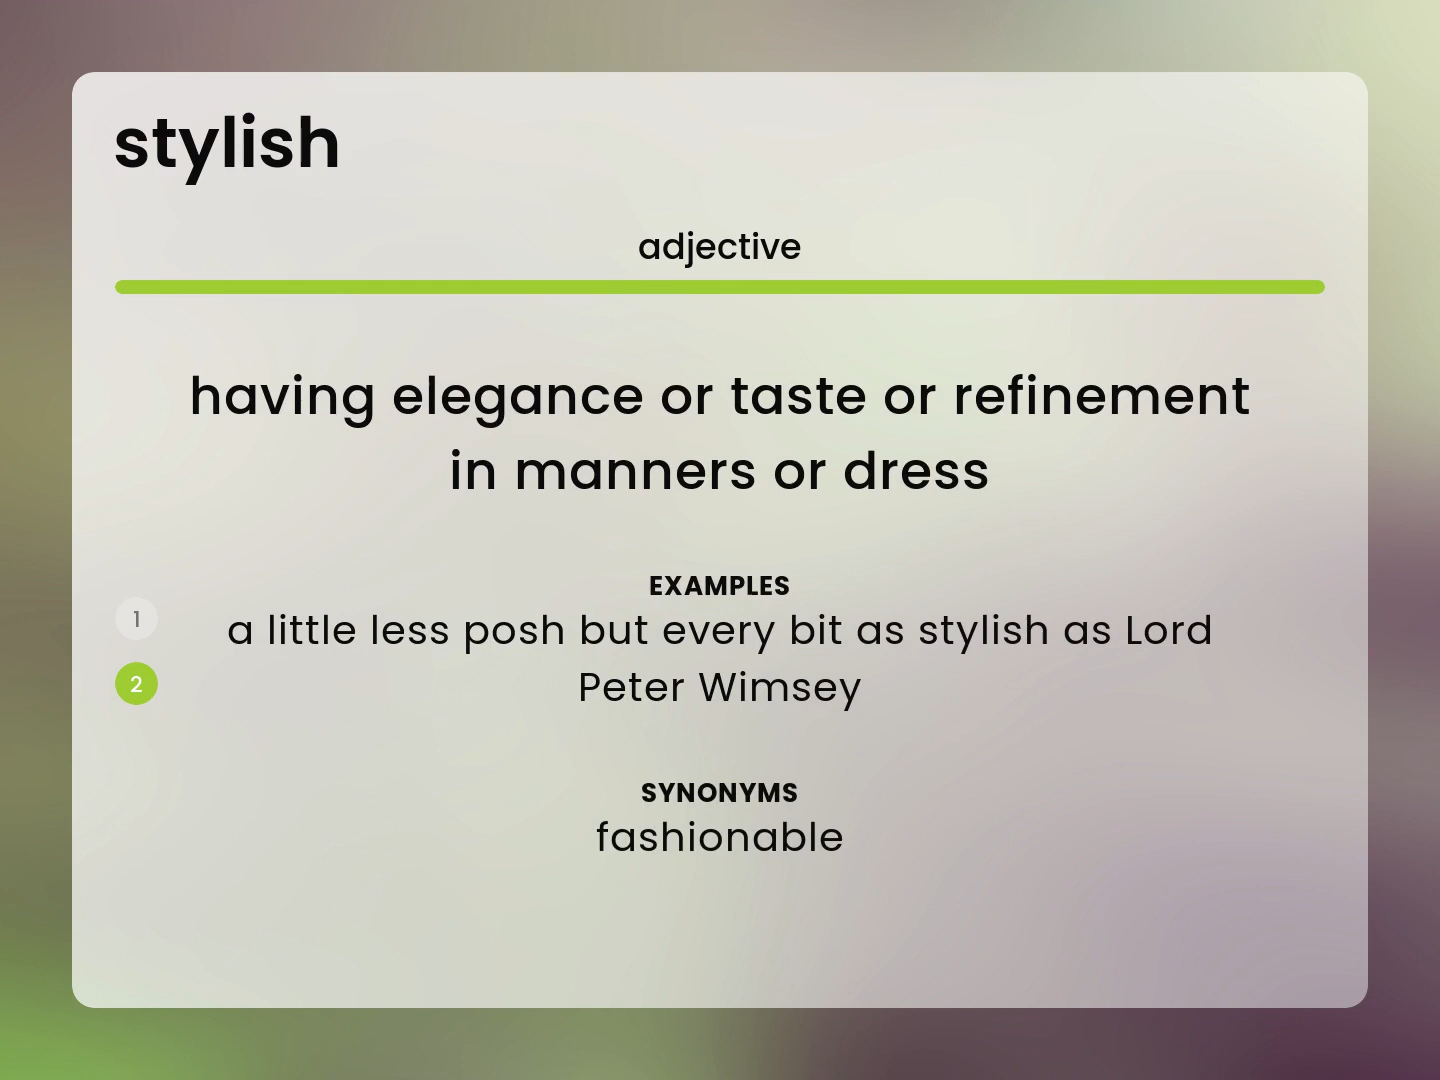 stylish
adjective
having elegance or taste or refinement
in manners or dress
EXAMPLES
1
a little less posh but every bit as stylish as Lord
2
Peter Wimsey
SYNONYMS
fashionable